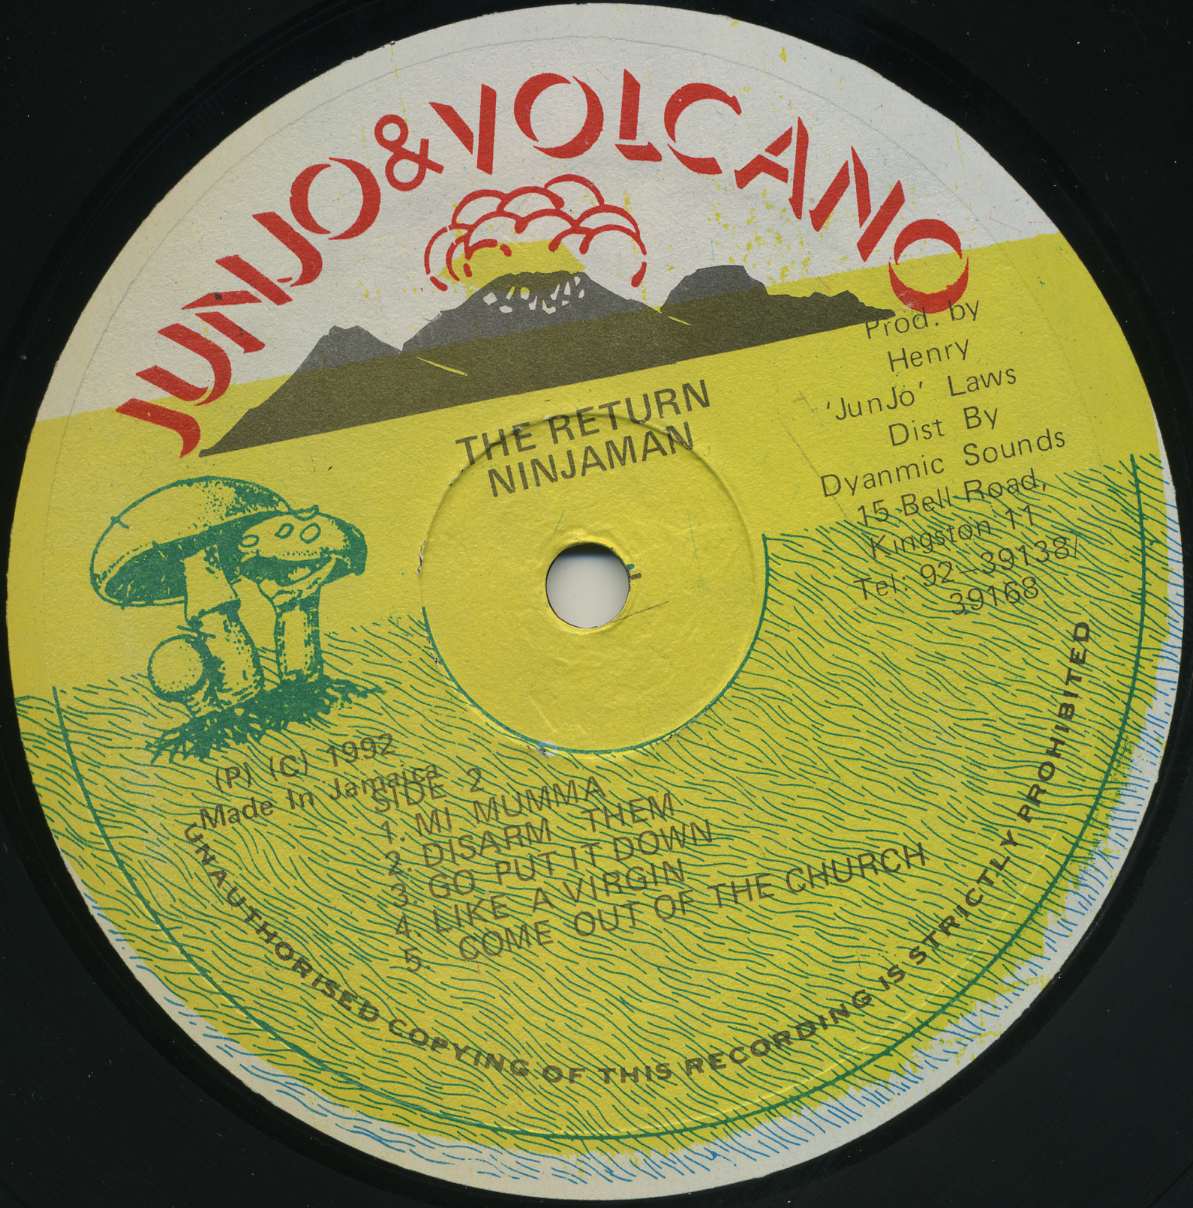 JUNJO & VOLCANO
THE RETURN
NINJAMAN
Prod. by
Henry
'JunJo' Laws
Dist By
Dyanmic Sounds
15 Bell Road,
Kingston 11
Tel: 92-39138/
39168
(P) (C) 1992
Made In Jamaica
SIDE 2
1. MI MUMMA
2. DISARM THEM
3. GO PUT IT DOWN
4. LIKE A VIRGIN
5. COME OUT OF THE CHURCH
UNAUTHORISED COPYING OF THIS RECORDING IS STRICTLY PROHIBITED